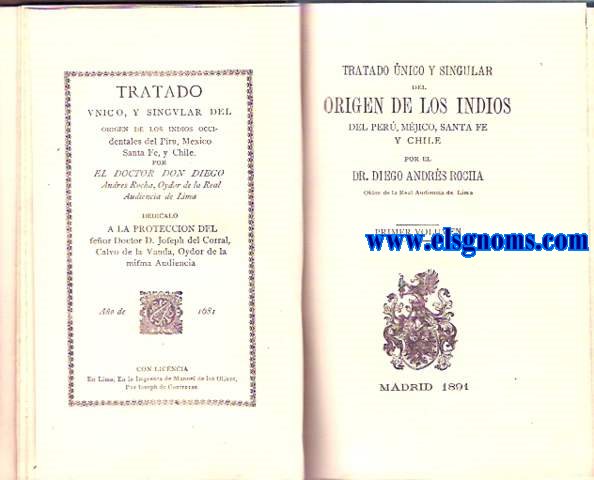 TRATADO
VNICO, Y SINGVLAR DEL
ORIGEN DE LOS INDIOS OCCI-
dentales del Piru, Mexico
Santa Fe, y Chile.
POR
EL DOCTOR DON DIEGO
Andres Rocha, Oydor de la Real
Audiencia de Lima
DEDICALO
A LA PROTECCION DEL
señor Doctor D. Joseph del Corral,
Calvo de la Vanda, Oydor de la
misma Audiencia
Año de 1681
CON LICENCIA
En Lima, En la Imprenta de Manuel de los Olivos,
Por Joseph de Contreras
TRATADO ÚNICO Y SINGULAR
DEL
ORIGEN DE LOS INDIOS
DEL PERÚ, MÉJICO, SANTA FE
Y CHILE
POR EL
DR. DIEGO ANDRÉS ROCHA
Oidor de la Real Audiencia de Lima
PRIMER VOLUMEN
www.elsgnoms.com
MADRID 1891